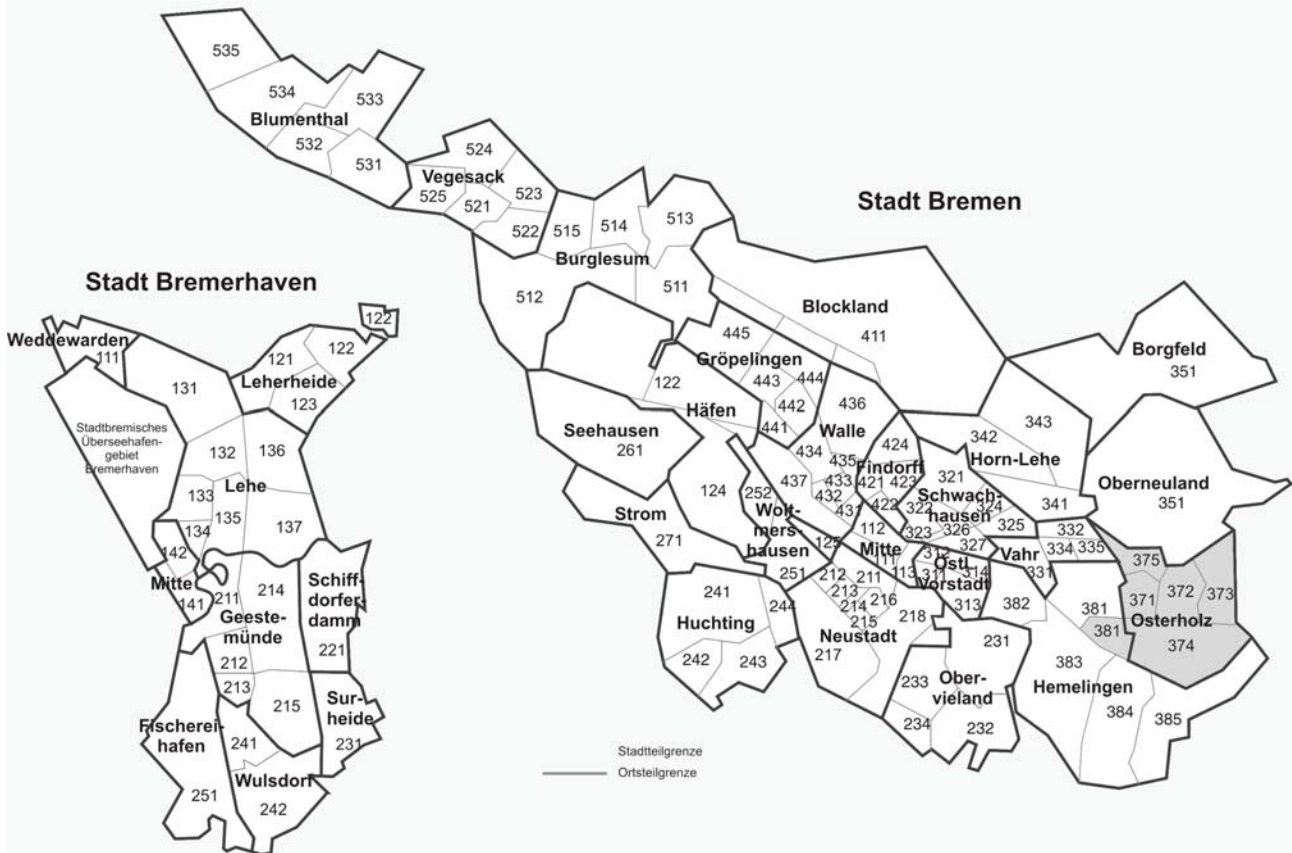 535
534
533
Blumenthal
532
531
524
Vegesack
525
523
521
522
515
514
513
Burglesum
512
511
Stadt Bremen
Blockland
411
445
Gröpelingen
443
444
442
441
122
Häfen
Seehausen
261
Strom
271
124
252
Wolt-
mers-
hausen
125
251
436
Walle
434
435
437
433
432
431
424
Findorff
421
423
422
112
Mitte
111
113
Borgfeld
351
343
342
Horn-Lehe
341
Oberneuland
351
321
Schwach-
hausen
322
324
323
326
325
327
332
334
335
Vahr
331
312
Östl.
311
314
Vorstadt
313
375
371
372
373
Osterholz
374
381
381
382
383
Hemelingen
384
385
241
244
Huchting
242
243
212
211
213
214
216
215
218
Neustadt
217
231
233
Ober-
vieland
234
232
Stadt Bremerhaven
Weddewarden
111
131
122
122
121
Leherheide
123
Stadtbremisches
Überseehafen-
gebiet
Bremerhaven
132
136
Lehe
133
135
134
137
142
Mitte
141
211
214
Geeste-
münde
212
213
215
Schiff-
dorfer-
damm
221
Sur-
heide
231
Fischerei-
hafen
251
241
Wulsdorf
242
Stadtteilgrenze
Ortsteilgrenze